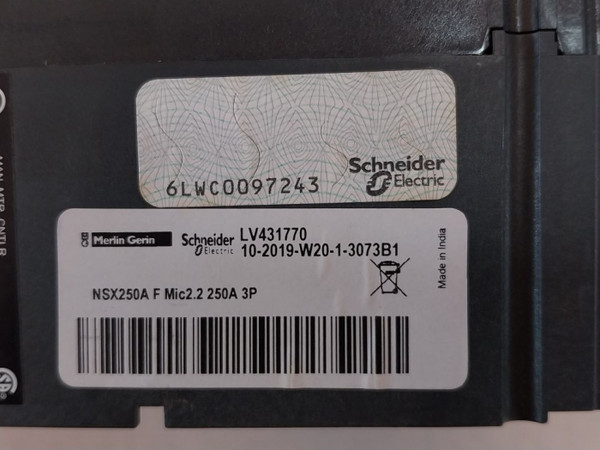 6LWC0097243
Schneider
Electric
Merlin Gerin
Schneider
Electric
LV431770
10-2019-W20-1-3073B1
NSX250A F Mic2.2 250A 3P
Made in India